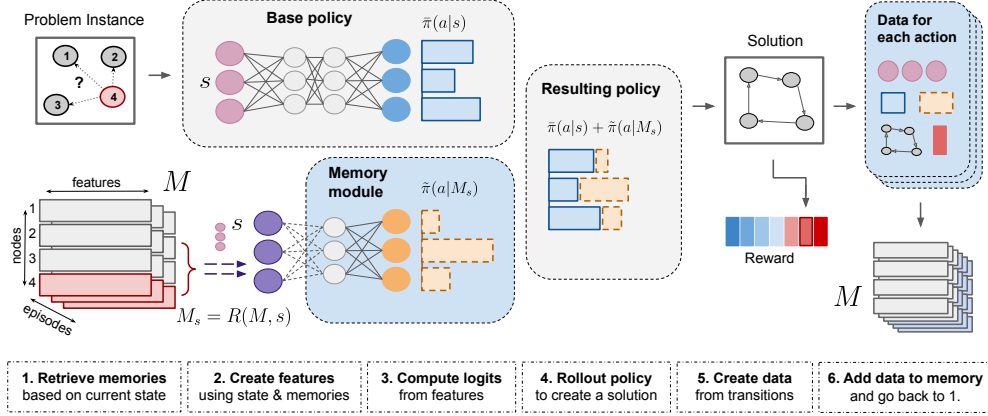 Problem Instance
1
2
?
3
4
Base policy
s
π̄(a|s)
Resulting policy
π̄(a|s) + π̃(a|M_s)
Solution
Data for
each action
features
M
1
2
3
4
nodes
episodes
M_s = R(M, s)
s
Memory
module
π̃(a|M_s)
Reward
M
1. Retrieve memories
based on current state
2. Create features
using state & memories
3. Compute logits
from features
4. Rollout policy
to create a solution
5. Create data
from transitions
6. Add data to memory
and go back to 1.